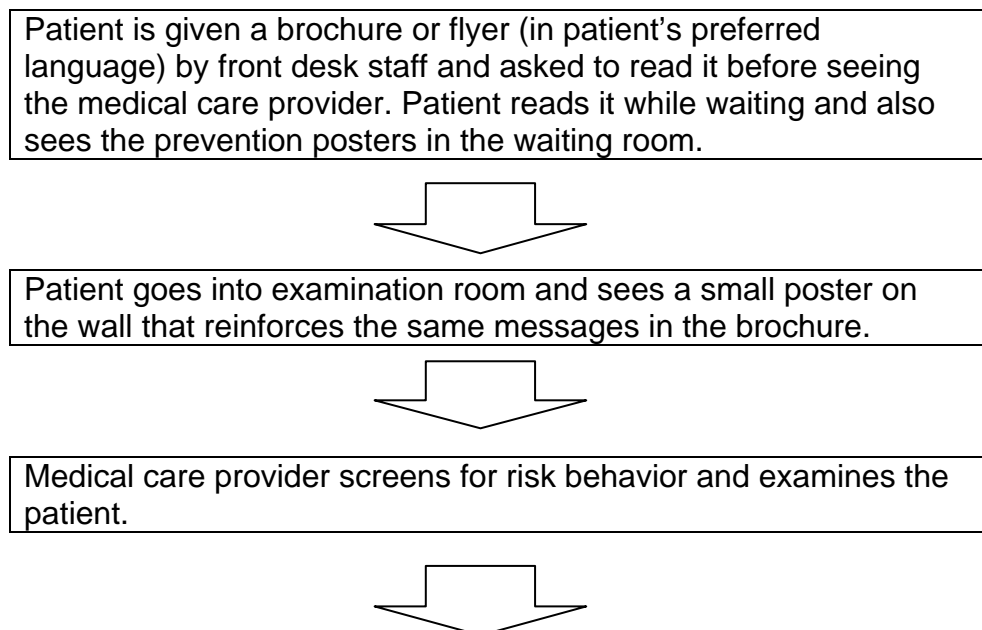 Patient is given a brochure or flyer (in patient’s preferred
language) by front desk staff and asked to read it before seeing
the medical care provider. Patient reads it while waiting and also
sees the prevention posters in the waiting room.
Patient goes into examination room and sees a small poster on
the wall that reinforces the same messages in the brochure.
Medical care provider screens for risk behavior and examines the
patient.